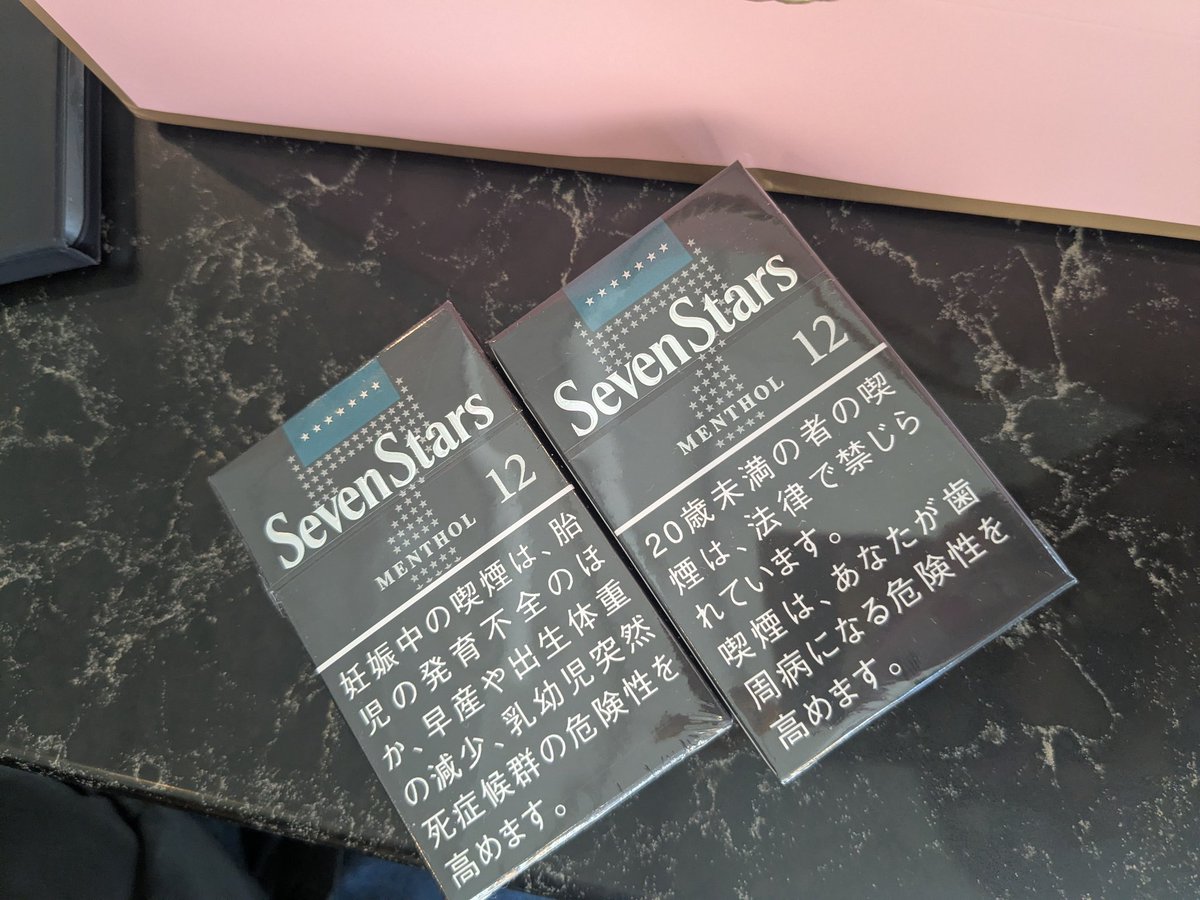 SevenStars
12
MENTHOL
妊娠中の喫煙は、胎
児の発育不全のほ
か、早産や出生体重
の減少、乳幼児突然
死症候群の危険性を
高めます。
SevenStars
12
MENTHOL
20歳未満の者の喫
煙は、法律で禁じら
れています。
喫煙は、あなたが歯
周病になる危険性を
高めます。